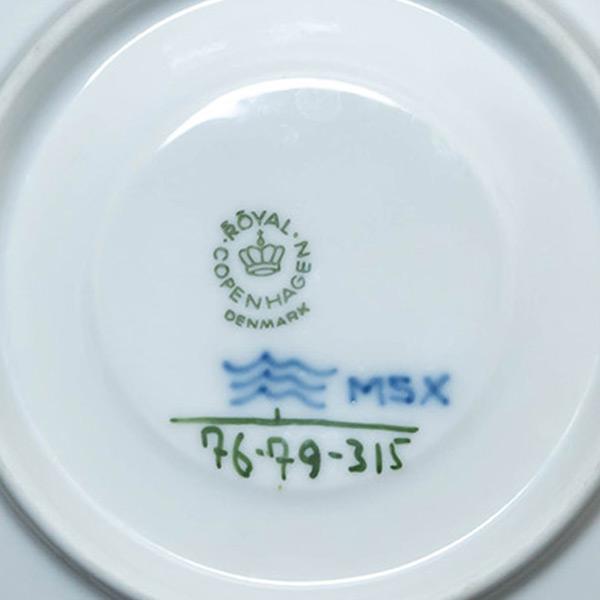 ROYAL
COPENHAGEN
DENMARK
MSX
76-79-315